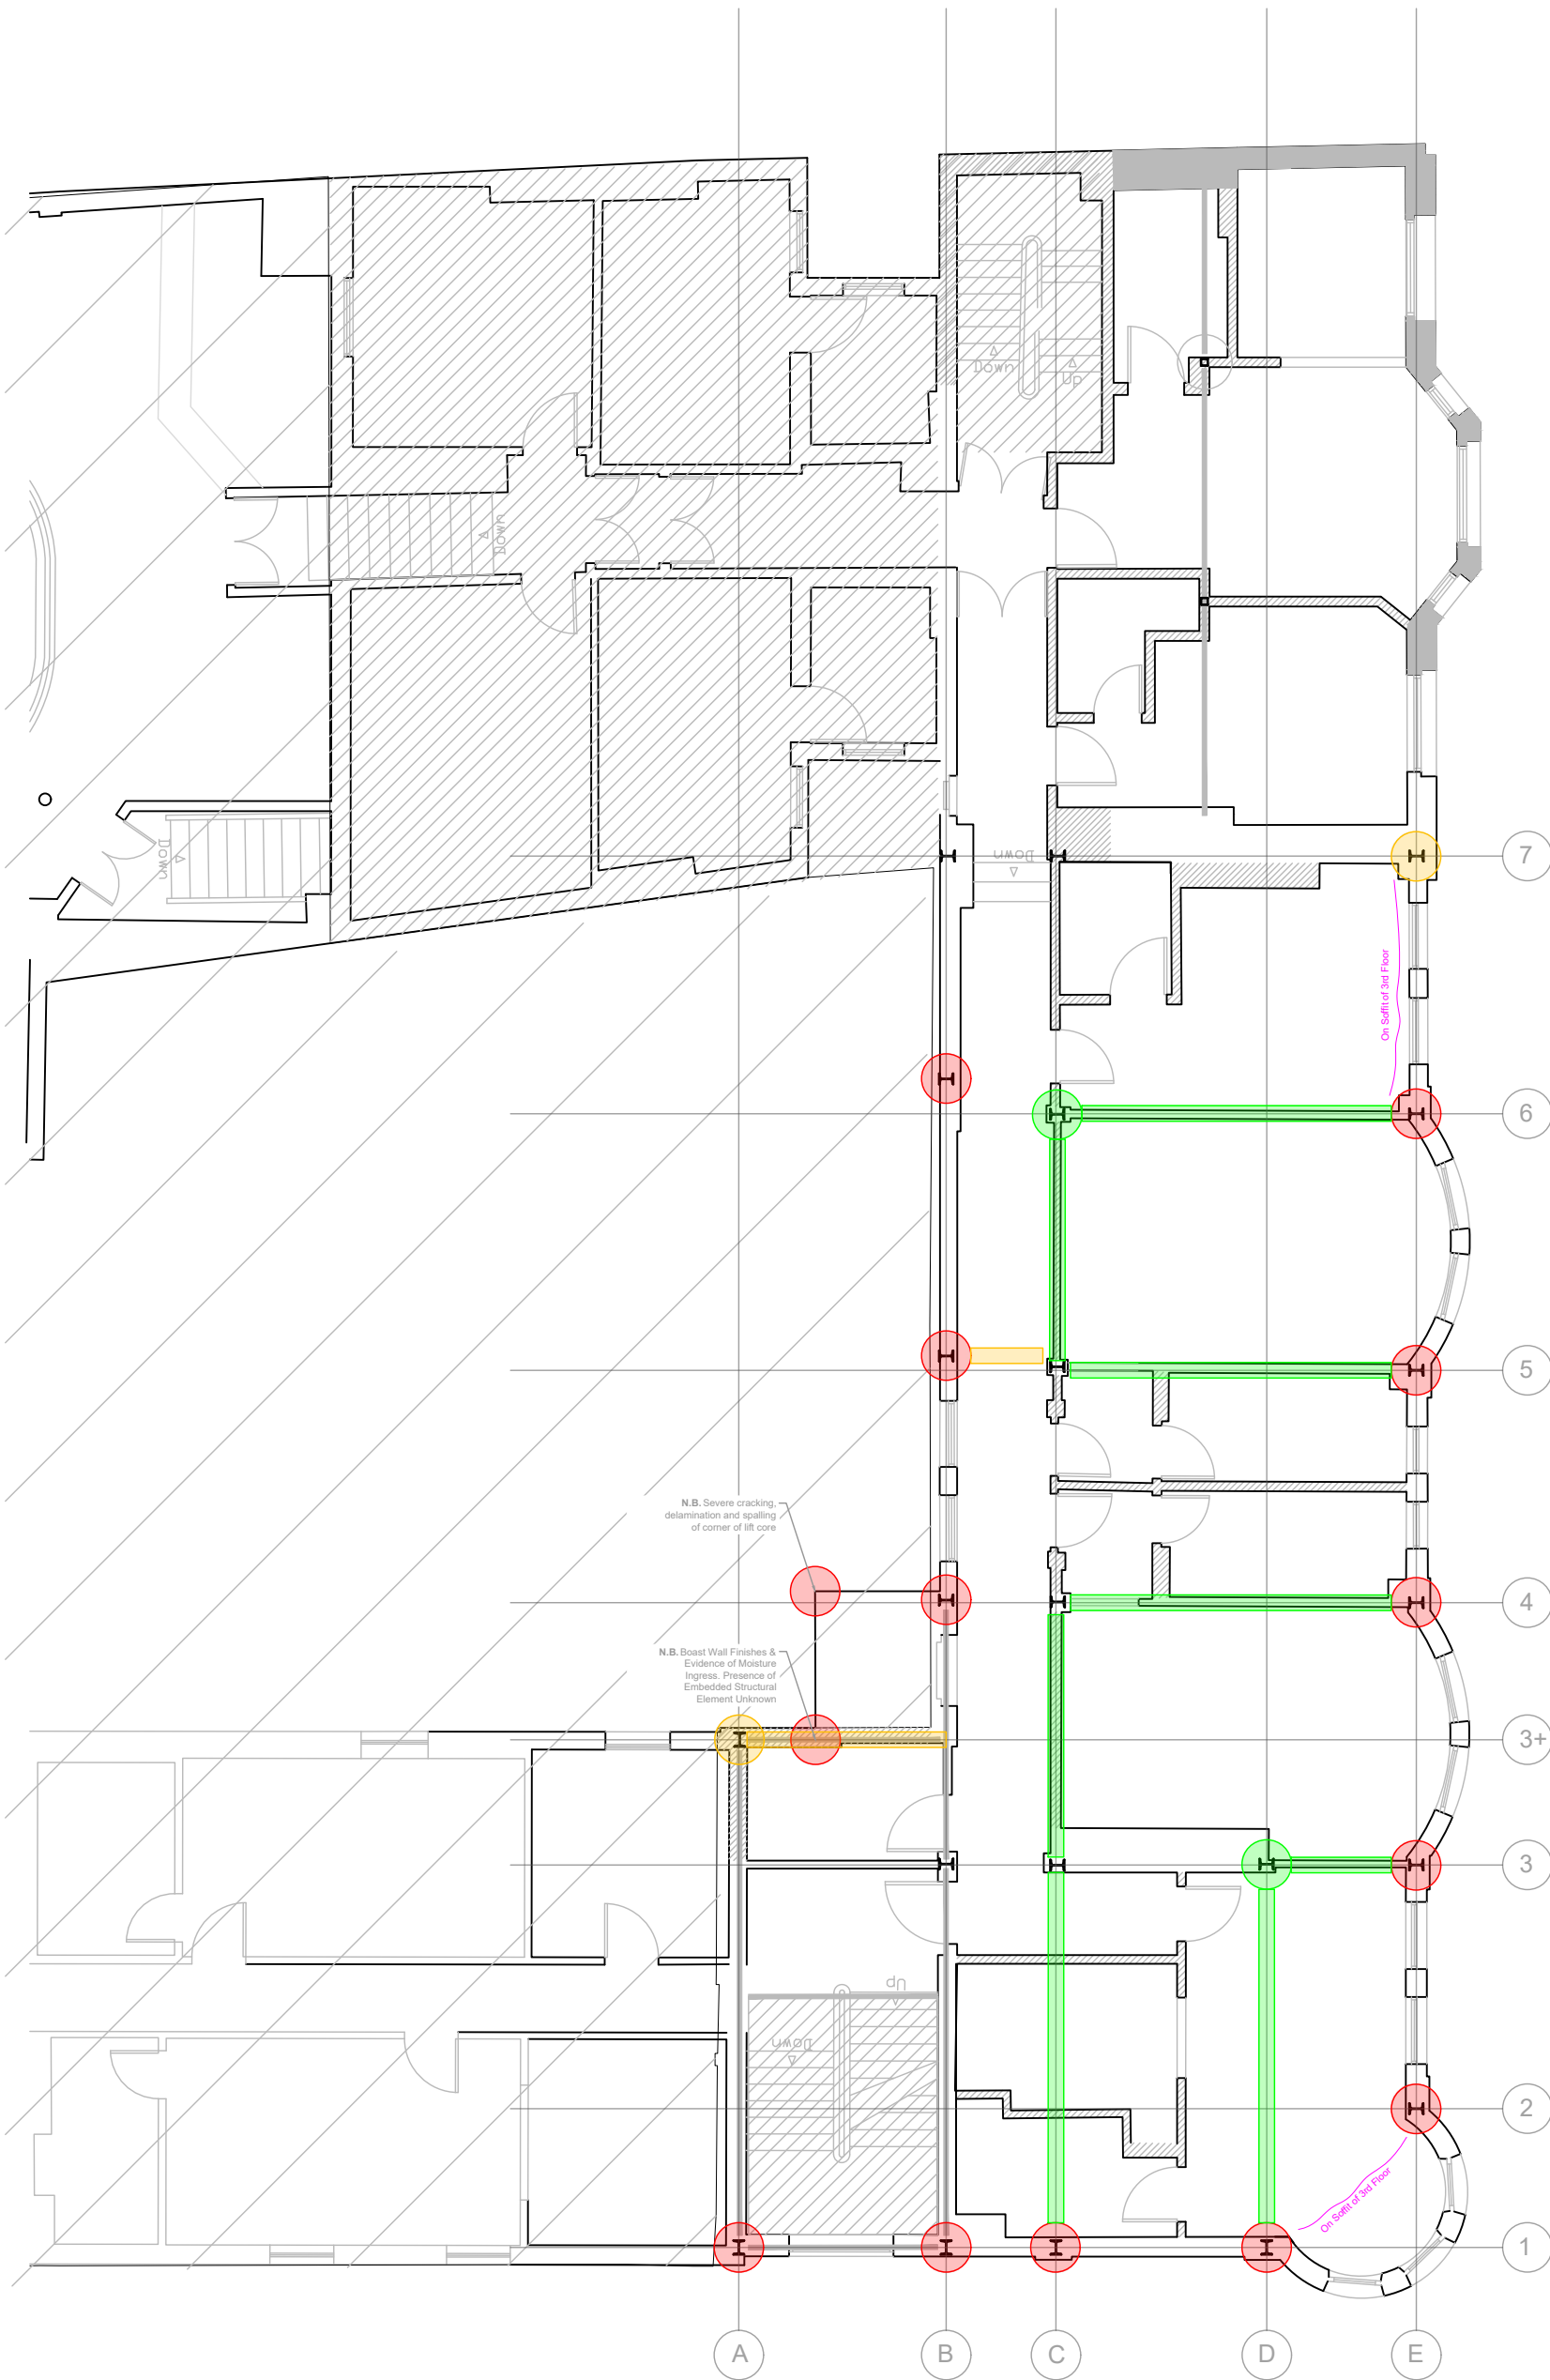 Down
Up
Down
Down
Down
7
On Soffit of 3rd Floor
6
5
N.B. Severe cracking,
delamination and spalling
of corner of lift core
4
N.B. Boast Wall Finishes &
Evidence of Moisture
Ingress. Presence of
Embedded Structural
Element Unknown
3+
3
Up
Down
2
On Soffit of 3rd Floor
1
A
B
C
D
E